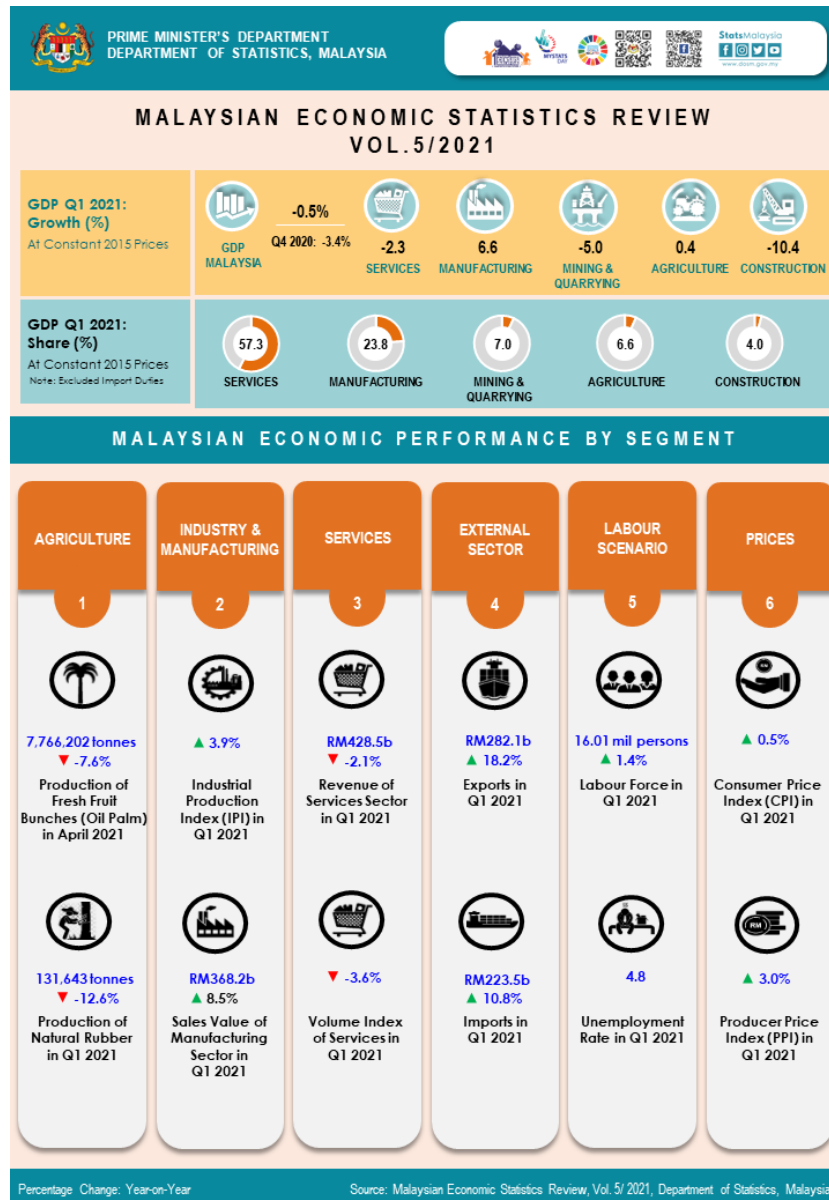 PRIME MINISTER'S DEPARTMENT
DEPARTMENT OF STATISTICS, MALAYSIA
MYSTATS
DAY
StatsMalaysia
www.dosm.gov.my
MALAYSIAN ECONOMIC STATISTICS REVIEW
VOL.5/2021
GDP Q1 2021:
Growth (%)
At Constant 2015 Prices
GDP
MALAYSIA
-0.5%
Q4 2020: -3.4%
-2.3
SERVICES
6.6
MANUFACTURING
-5.0
MINING &
QUARRYING
0.4
AGRICULTURE
-10.4
CONSTRUCTION
GDP Q1 2021:
Share (%)
At Constant 2015 Prices
Note: Excluded Import Duties
57.3
SERVICES
23.8
MANUFACTURING
7.0
MINING &
QUARRYING
6.6
AGRICULTURE
4.0
CONSTRUCTION
MALAYSIAN ECONOMIC PERFORMANCE BY SEGMENT
AGRICULTURE
1
7,766,202 tonnes
▼ -7.6%
Production of
Fresh Fruit
Bunches (Oil Palm)
in April 2021
131,643 tonnes
▼ -12.6%
Production of
Natural Rubber
in Q1 2021
INDUSTRY &
MANUFACTURING
2
▲ 3.9%
Industrial
Production
Index (IPI) in
Q1 2021
RM368.2b
▲ 8.5%
Sales Value of
Manufacturing
Sector in
Q1 2021
SERVICES
3
RM428.5b
▼ -2.1%
Revenue of
Services Sector
in Q1 2021
▼ -3.6%
Volume Index
of Services in
Q1 2021
EXTERNAL
SECTOR
4
RM282.1b
▲ 18.2%
Exports in
Q1 2021
RM223.5b
▲ 10.8%
Imports in
Q1 2021
LABOUR
SCENARIO
5
16.01 mil persons
▲ 1.4%
Labour Force in
Q1 2021
4.8
Unemployment
Rate in Q1 2021
PRICES
6
▲ 0.5%
Consumer Price
Index (CPI) in
Q1 2021
RM
▲ 3.0%
Producer Price
Index (PPI) in
Q1 2021
Percentage Change: Year-on-Year
Source: Malaysian Economic Statistics Review, Vol. 5/ 2021, Department of Statistics, Malaysia